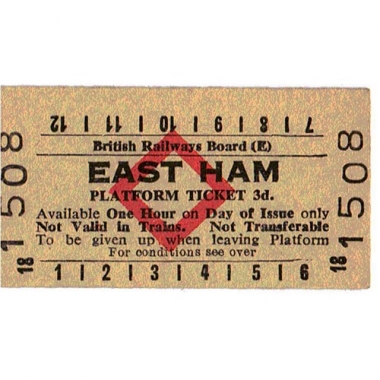 12 11 10 9 8 7
British Railways Board (E)
EAST HAM
PLATFORM TICKET 3d.
Available One Hour on Day of Issue only
Not Valid in Trains. Not Transferable
To be given up when leaving Platform
For conditions see over
1 2 3 4 5 6
18 1508
18 1508